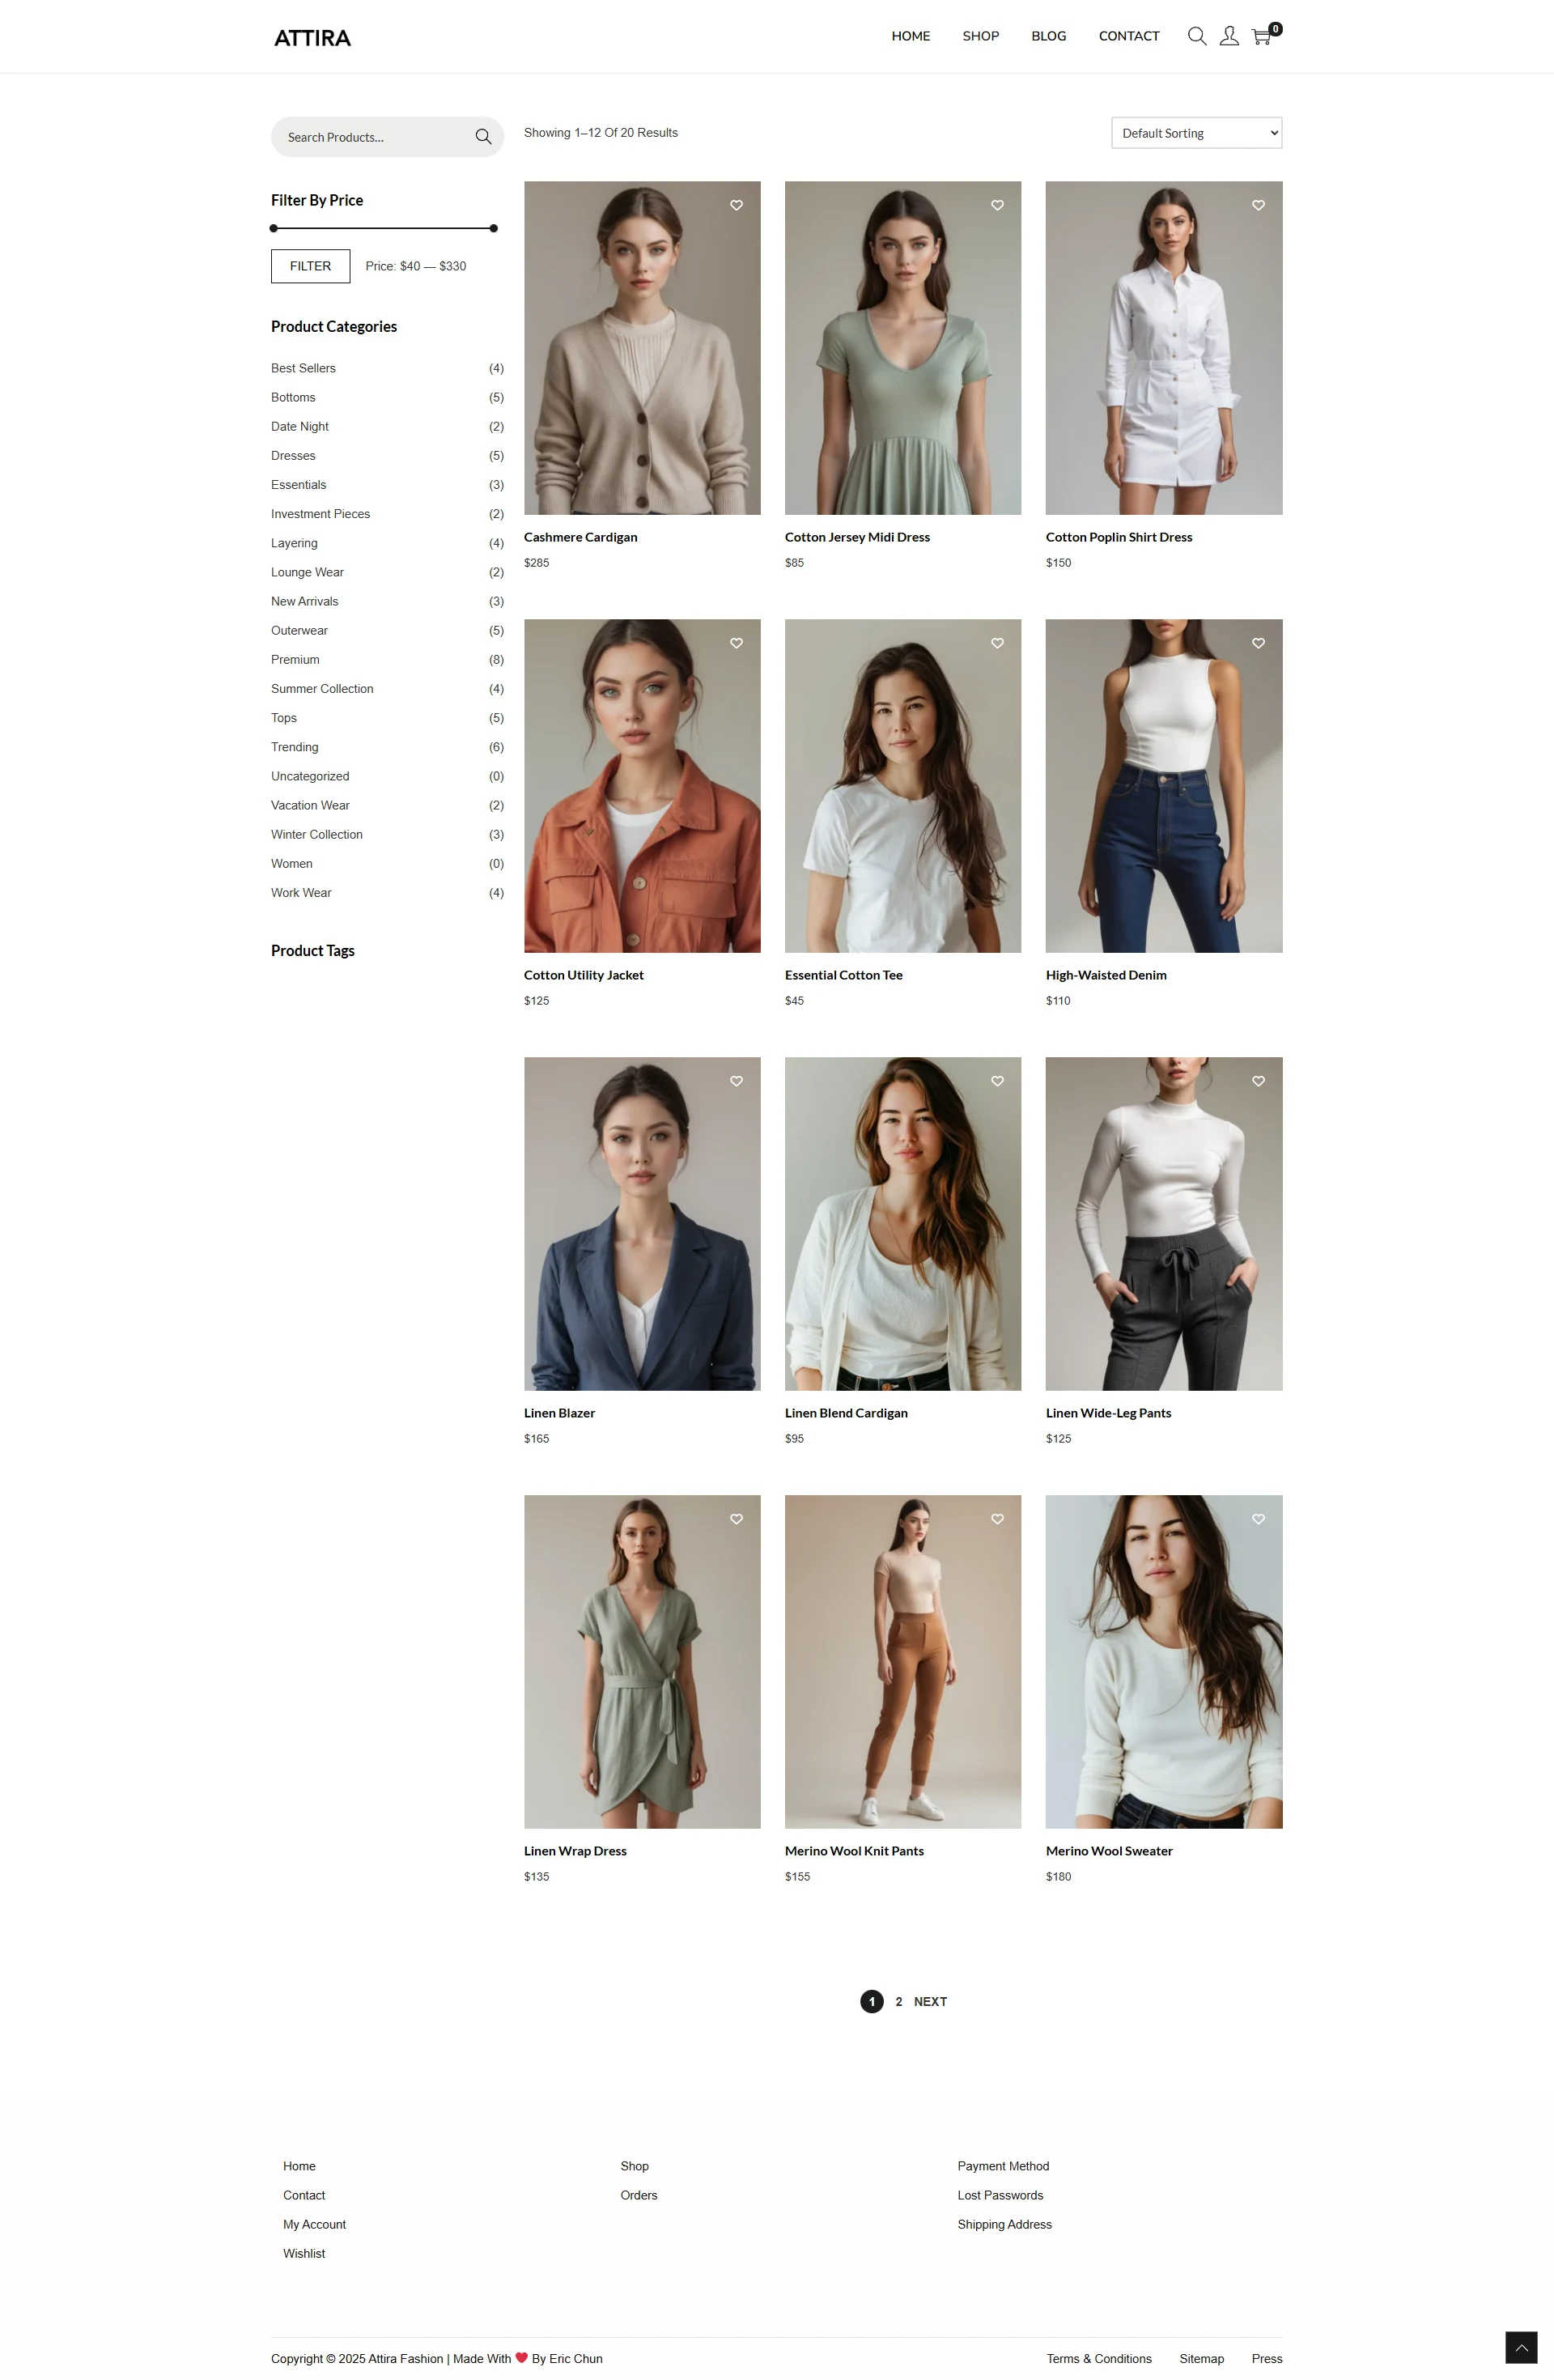 ATTIRA
HOME SHOP BLOG CONTACT 0
Search Products...
Filter By Price
FILTER Price: $40 — $330
Product Categories
Best Sellers (4)
Bottoms (5)
Date Night (2)
Dresses (5)
Essentials (3)
Investment Pieces (2)
Layering (4)
Lounge Wear (2)
New Arrivals (3)
Outerwear (5)
Premium (8)
Summer Collection (4)
Tops (5)
Trending (6)
Uncategorized (0)
Vacation Wear (2)
Winter Collection (3)
Women (0)
Work Wear (4)
Product Tags
Showing 1–12 Of 20 Results
Default Sorting
Cashmere Cardigan
$285
Cotton Jersey Midi Dress
$85
Cotton Poplin Shirt Dress
$150
Cotton Utility Jacket
$125
Essential Cotton Tee
$45
High-Waisted Denim
$110
Linen Blazer
$165
Linen Blend Cardigan
$95
Linen Wide-Leg Pants
$125
Linen Wrap Dress
$135
Merino Wool Knit Pants
$155
Merino Wool Sweater
$180
1 2 NEXT
Home
Contact
My Account
Wishlist
Shop
Orders
Payment Method
Lost Passwords
Shipping Address
Copyright © 2025 Attira Fashion | Made With ❤ By Eric Chun
Terms & Conditions Sitemap Press